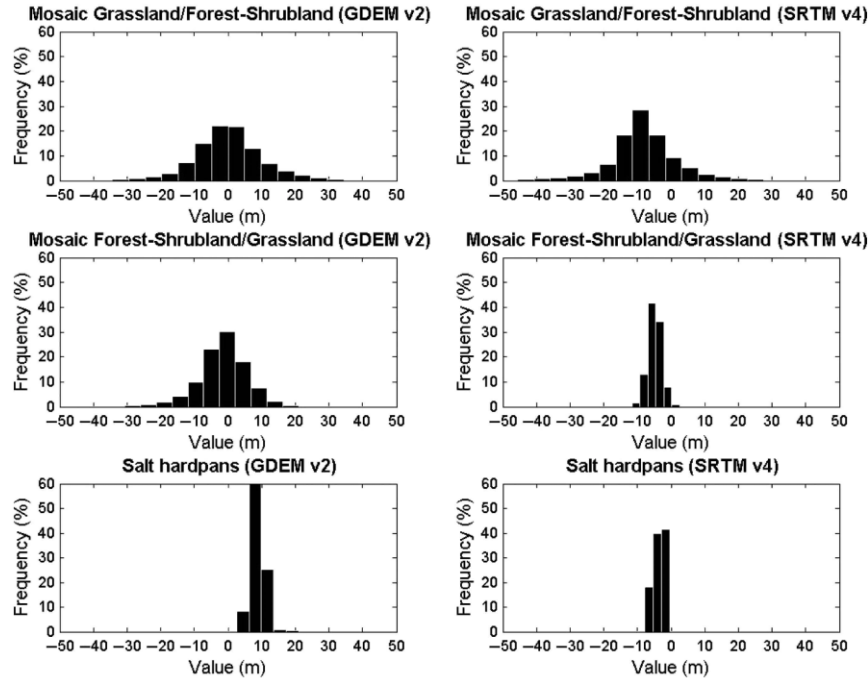 Mosaic Grassland/Forest-Shrubland (GDEM v2)
60
50
40
30
20
10
0
Frequency (%)
−50 −40 −30 −20 −10 0 10 20 30 40 50
Value (m)
Mosaic Grassland/Forest-Shrubland (SRTM v4)
60
50
40
30
20
10
0
Frequency (%)
−50 −40 −30 −20 −10 0 10 20 30 40 50
Value (m)
Mosaic Forest-Shrubland/Grassland (GDEM v2)
60
50
40
30
20
10
0
Frequency (%)
−50 −40 −30 −20 −10 0 10 20 30 40 50
Value (m)
Mosaic Forest-Shrubland/Grassland (SRTM v4)
60
50
40
30
20
10
0
Frequency (%)
−50 −40 −30 −20 −10 0 10 20 30 40 50
Value (m)
Salt hardpans (GDEM v2)
60
50
40
30
20
10
0
Frequency (%)
−50 −40 −30 −20 −10 0 10 20 30 40 50
Value (m)
Salt hardpans (SRTM v4)
60
50
40
30
20
10
0
Frequency (%)
−50 −40 −30 −20 −10 0 10 20 30 40 50
Value (m)